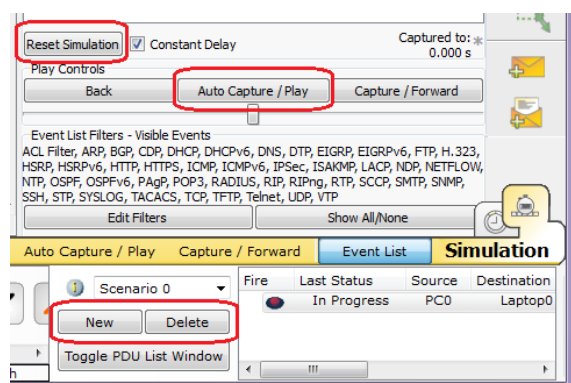 Reset Simulation Constant Delay Captured to: *
0.000 s
Play Controls
Back Auto Capture / Play Capture / Forward
Event List Filters - Visible Events
ACL Filter, ARP, BGP, CDP, DHCP, DHCPv6, DNS, DTP, EIGRP, EIGRPv6, FTP, H.323,
HSRP, HSRPv6, HTTP, HTTPS, ICMP, ICMPv6, IPSec, ISAKMP, LACP, NDP, NETFLOW,
NTP, OSPF, OSPFv6, PAgP, POP3, RADIUS, RIP, RIPng, RTP, SCCP, SMTP, SNMP,
SSH, STP, SYSLOG, TACACS, TCP, TFTP, Telnet, UDP, VTP
Edit Filters Show All/None
Auto Capture / Play Capture / Forward Event List Simulation
Scenario 0 Fire Last Status Source Destination
In Progress PC0 Laptop0
New Delete
Toggle PDU List Window
h